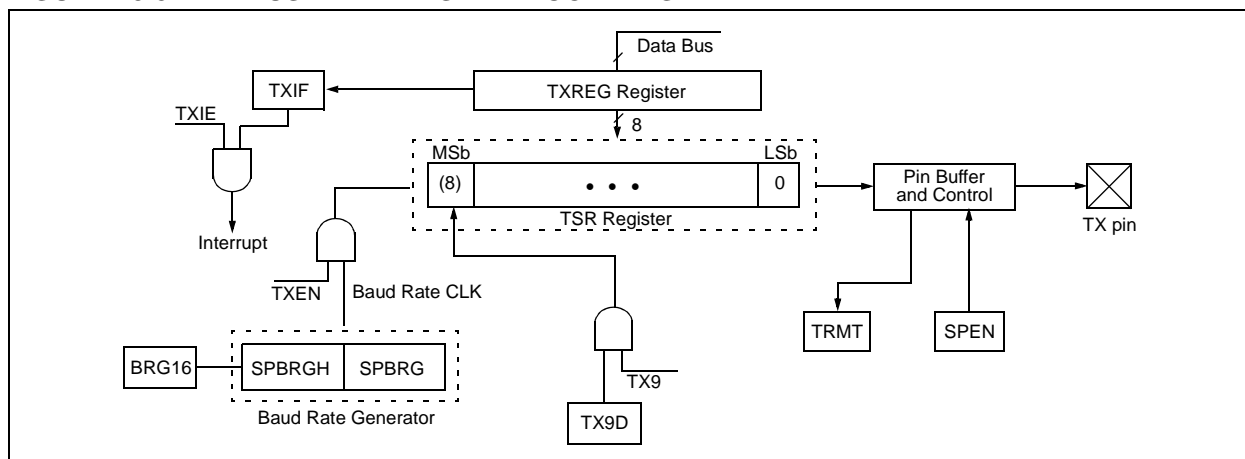 Data Bus
TXIF
TXREG Register
TXIE
8
MSb
LSb
(8)
• • •
0
TSR Register
Pin Buffer
and Control
TX pin
Interrupt
TXEN
Baud Rate CLK
TRMT
SPEN
BRG16
SPBRGH
SPBRG
TX9
Baud Rate Generator
TX9D